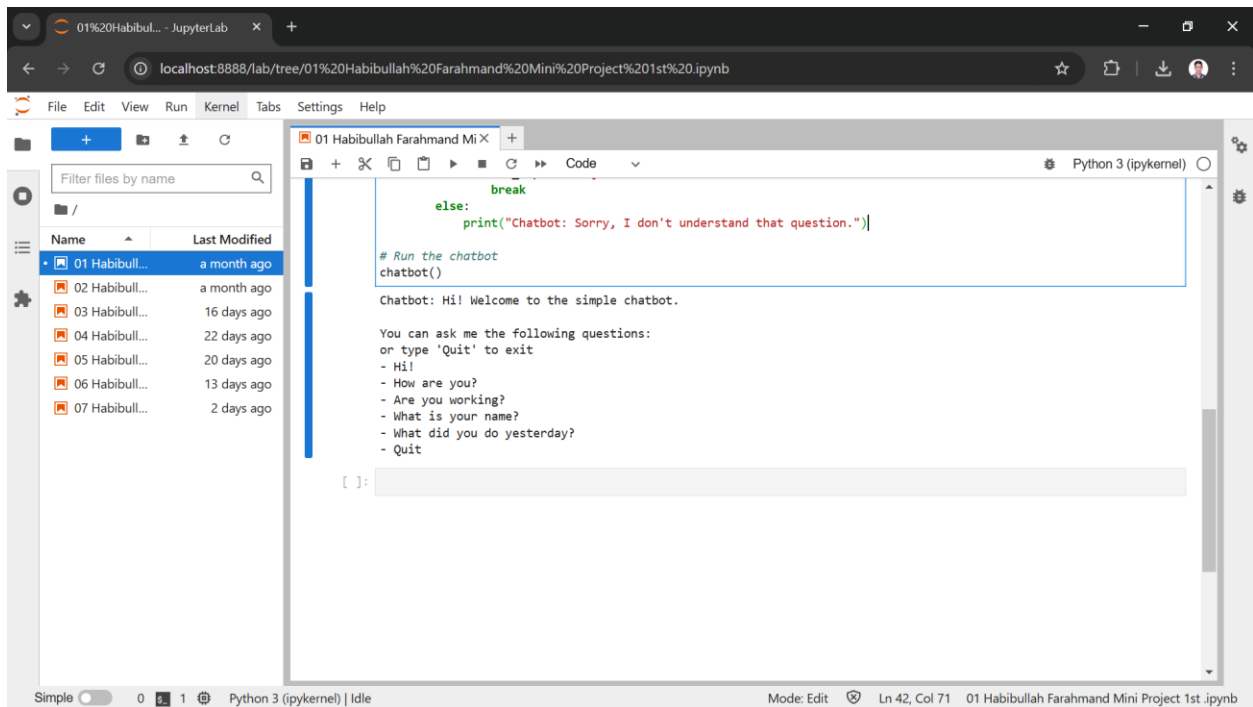 01%20Habibul... - JupyterLab
localhost:8888/lab/tree/01%20Habibullah%20Farahmand%20Mini%20Project%201st%20.ipynb
File Edit View Run Kernel Tabs Settings Help
Filter files by name
/
Name Last Modified
01 Habibull... a month ago
02 Habibull... a month ago
03 Habibull... 16 days ago
04 Habibull... 22 days ago
05 Habibull... 20 days ago
06 Habibull... 13 days ago
07 Habibull... 2 days ago
01 Habibullah Farahmand Mi
Code
Python 3 (ipykernel)
break
else:
print("Chatbot: Sorry, I don't understand that question.")
# Run the chatbot
chatbot()
Chatbot: Hi! Welcome to the simple chatbot.
You can ask me the following questions:
or type 'Quit' to exit
- Hi!
- How are you?
- Are you working?
- What is your name?
- What did you do yesterday?
- Quit
[ ]:
Simple 0 1 Python 3 (ipykernel) | Idle
Mode: Edit Ln 42, Col 71 01 Habibullah Farahmand Mini Project 1st .ipynb